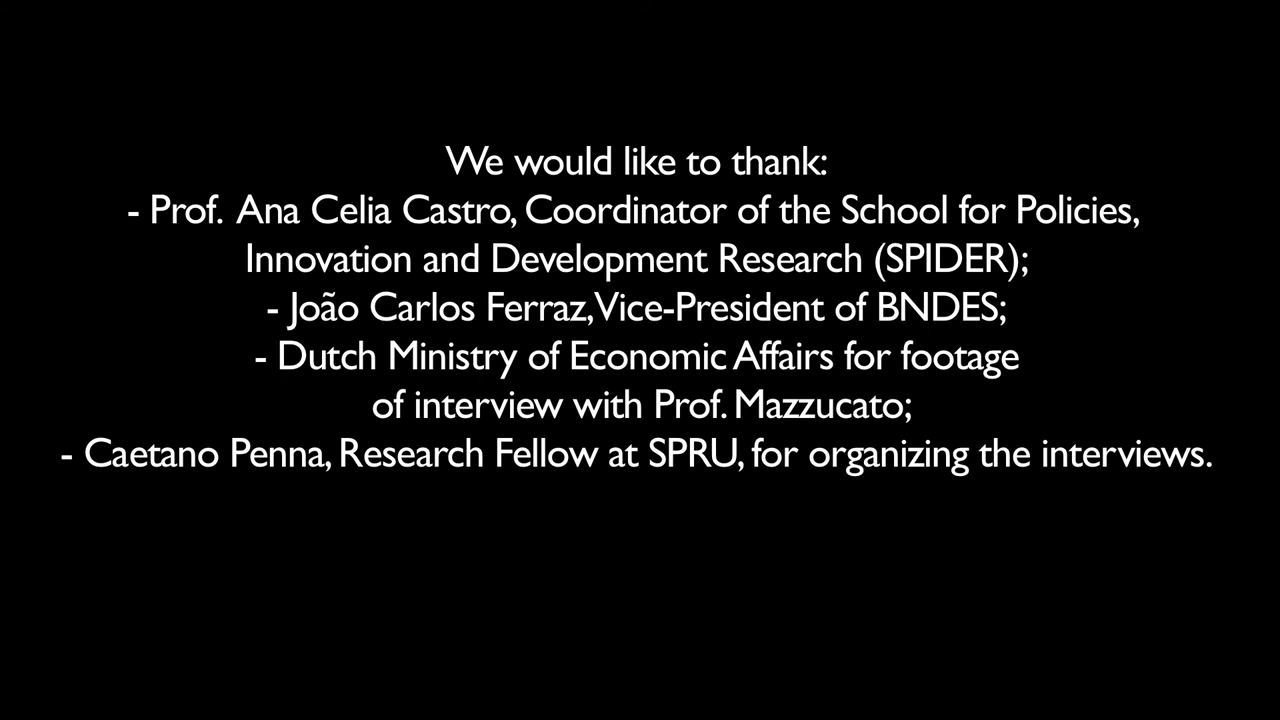 We would like to thank:
- Prof. Ana Celia Castro, Coordinator of the School for Policies,
Innovation and Development Research (SPIDER);
- João Carlos Ferraz, Vice-President of BNDES;
- Dutch Ministry of Economic Affairs for footage
of interview with Prof. Mazzucato;
- Caetano Penna, Research Fellow at SPRU, for organizing the interviews.